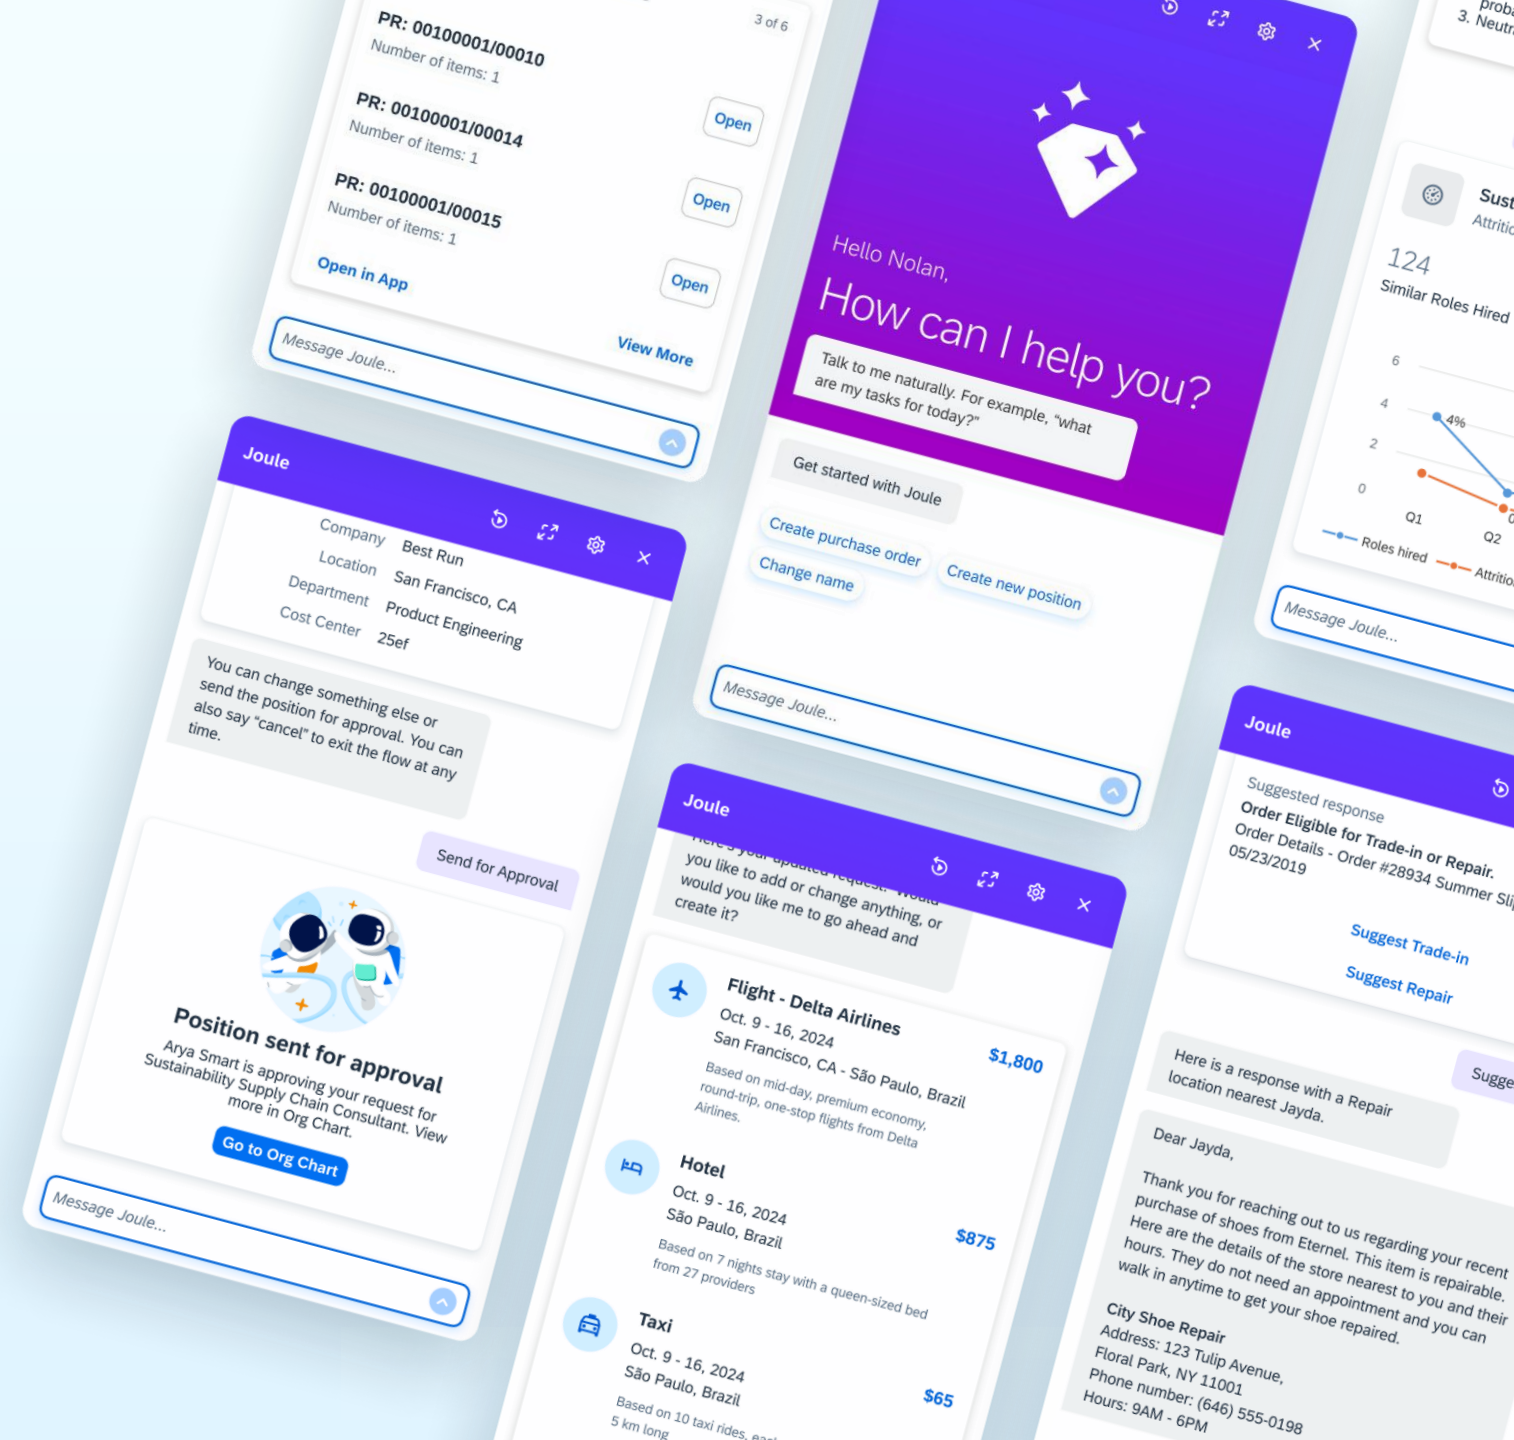 3 of 6
PR: 00100001/00010
Number of items: 1
Open
PR: 00100001/00014
Number of items: 1
Open
PR: 00100001/00015
Number of items: 1
Open
Open in App
View More
Message Joule...
Joule
Company Best Run
Location San Francisco, CA
Department Product Engineering
Cost Center 25ef
You can change something else or
send the position for approval. You can
also say “cancel” to exit the flow at any
time.
Send for Approval
Position sent for approval
Arya Smart is approving your request for
Sustainability Supply Chain Consultant. View
more in Org Chart.
Go to Org Chart
Message Joule...
Hello Nolan,
How can I help you?
Talk to me naturally. For example, “what
are my tasks for today?”
Get started with Joule
Create purchase order
Create new position
Change name
Message Joule...
Joule
Here's your updated request. Would
you like to add or change anything, or
would you like me to go ahead and
create it?
Flight - Delta Airlines
Oct. 9 - 16, 2024
San Francisco, CA - São Paulo, Brazil
$1,800
Based on mid-day, premium economy,
round-trip, one-stop flights from Delta
Airlines.
Hotel
Oct. 9 - 16, 2024
São Paulo, Brazil
$875
Based on 7 nights stay with a queen-sized bed
from 27 providers
Taxi
Oct. 9 - 16, 2024
São Paulo, Brazil
$65
Based on 10 taxi rides,
5 km long
3.
124
Similar Roles Hired
6
4
2
0
4%
Q1
Q2
Roles hired
Message Joule...
Joule
Suggested response
Order Eligible for Trade-in or Repair.
Order Details - Order #28934 Summer
05/23/2019
Suggest Trade-in
Suggest Repair
Here is a response with a Repair
location nearest Jayda.
Dear Jayda,
Thank you for reaching out to us regarding your recent
purchase of shoes from Eternel. This item is repairable.
Here are the details of the store nearest to you and their
hours. They do not need an appointment and you can
walk in anytime to get your shoe repaired.
City Shoe Repair
Address: 123 Tulip Avenue,
Floral Park, NY 11001
Phone number: (646) 555-0198
Hours: 9AM - 6PM